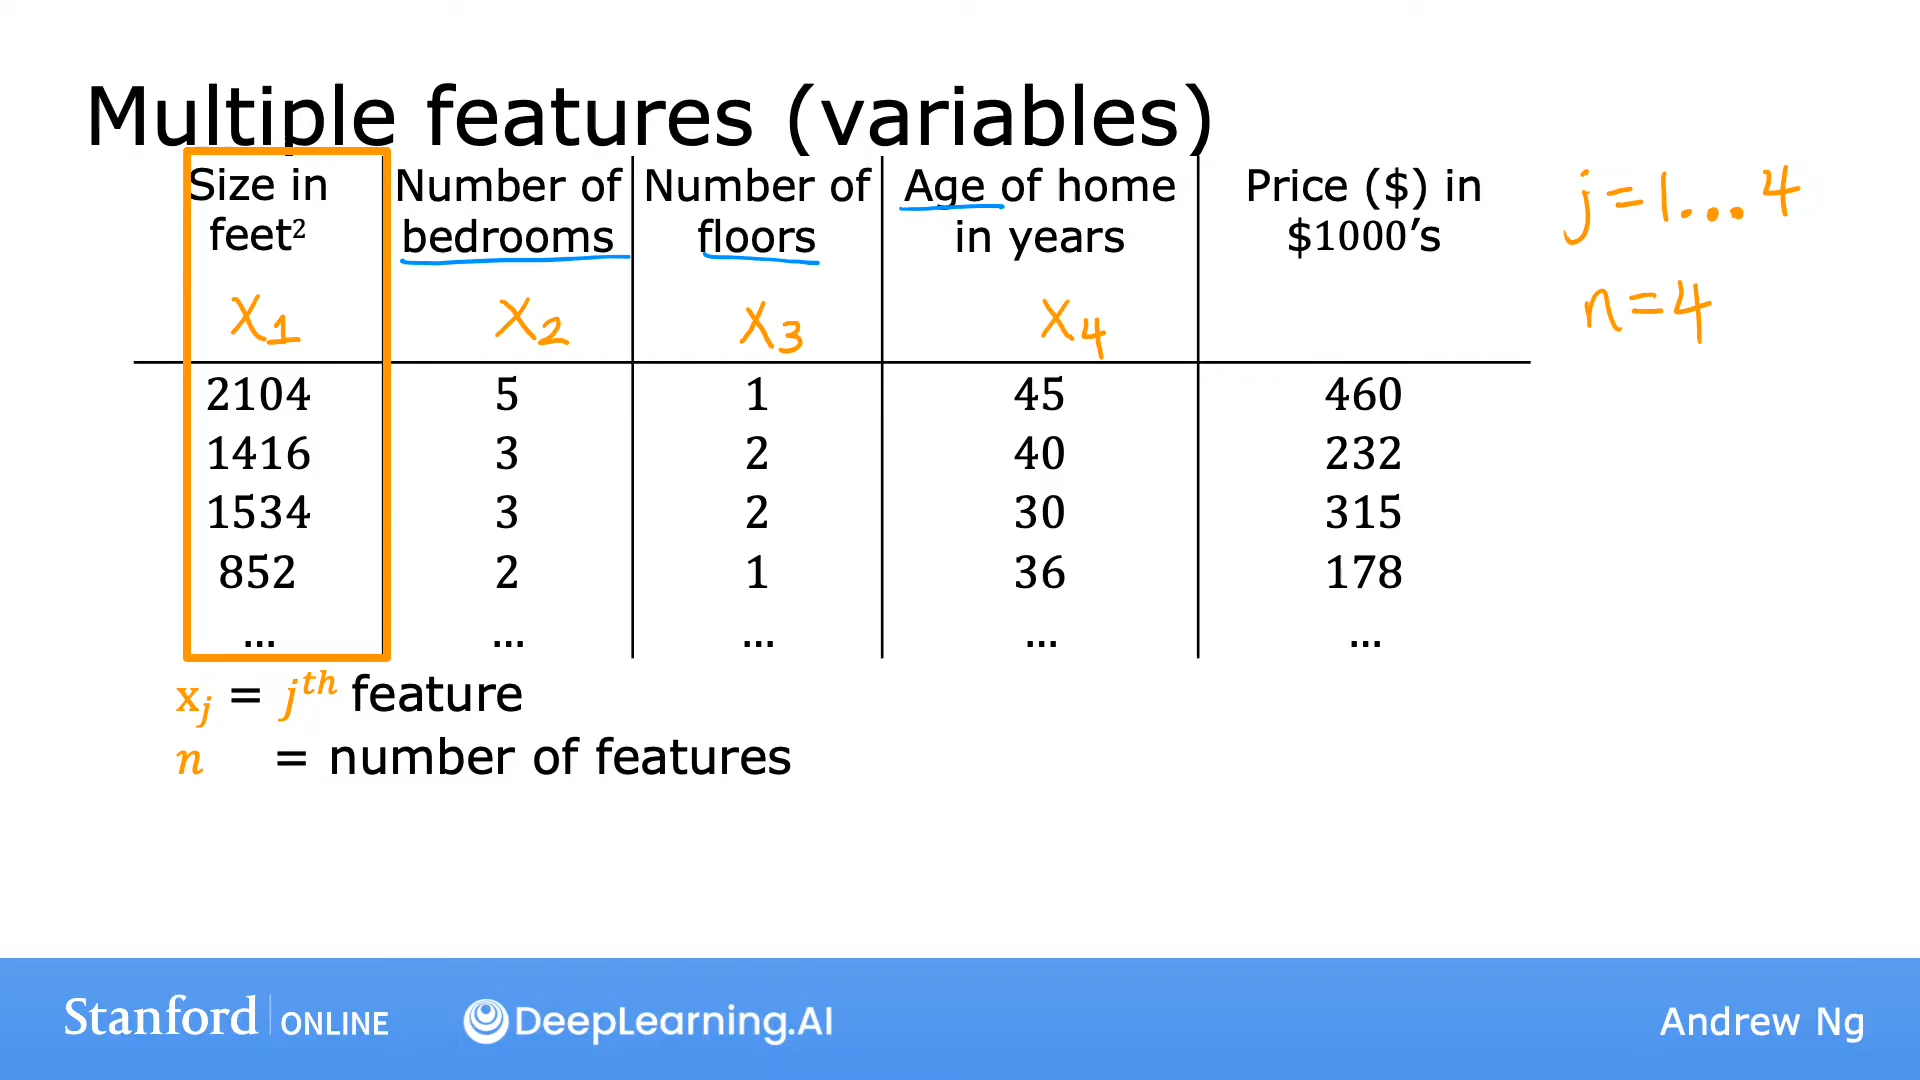 Multiple features (variables)
Size in feet² Number of bedrooms Number of floors Age of home in years Price ($) in $1000’s
X1 X2 X3 X4
j=1...4
n=4
2104 5 1 45 460
1416 3 2 40 232
1534 3 2 30 315
852 2 1 36 178
... ... ... ... ...
xj = jth feature
n = number of features
Stanford | ONLINE DeepLearning.AI Andrew Ng